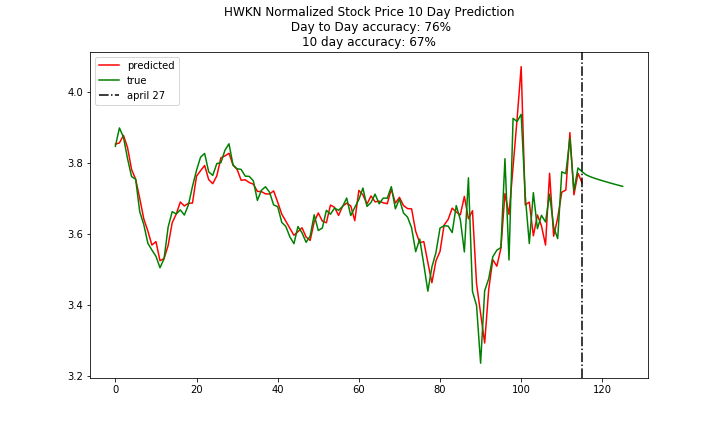 HWKN Normalized Stock Price 10 Day Prediction
Day to Day accuracy: 76%
10 day accuracy: 67%
predicted
true
april 27
4.0
3.8
3.6
3.4
3.2
0 20 40 60 80 100 120